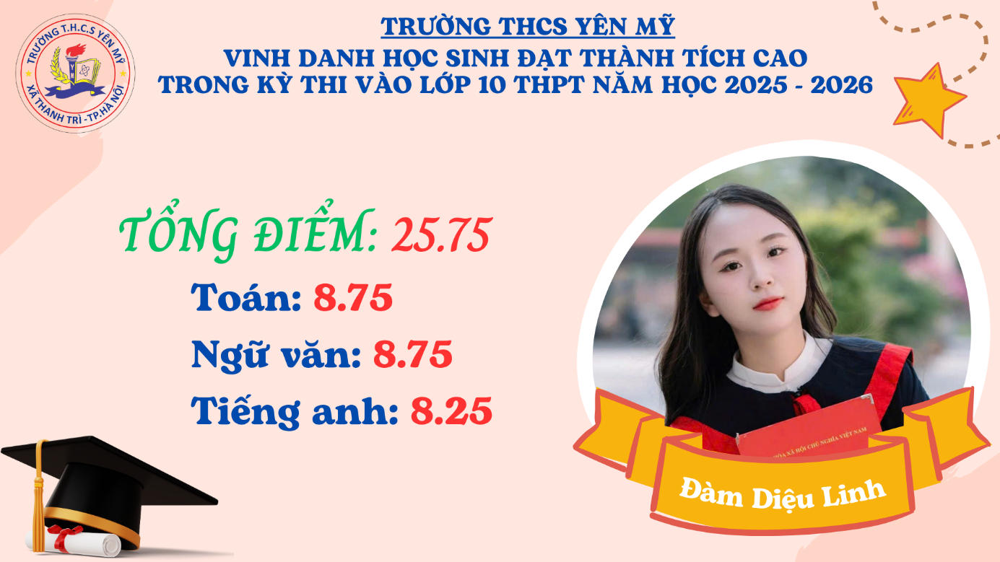 TRƯỜNG T.H.C.S YÊN MỸ
XÃ THANH TRÌ -TP.HÀ NỘI
TRƯỜNG THCS YÊN MỸ
VINH DANH HỌC SINH ĐẠT THÀNH TÍCH CAO
TRONG KỲ THI VÀO LỚP 10 THPT NĂM HỌC 2025 - 2026
TỔNG ĐIỂM: 25.75
Toán: 8.75
Ngữ văn: 8.75
Tiếng anh: 8.25
HÒA XÃ HỘI CHỦ NGHĨA VIỆT NAM
Đàm Diệu Linh